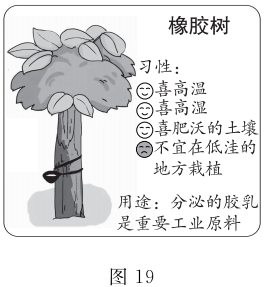 橡胶树
习性：
喜高温
喜高湿
喜肥沃的土壤
不宜在低洼的
地方栽植
用途：分泌的胶乳
是重要工业原料
图 19